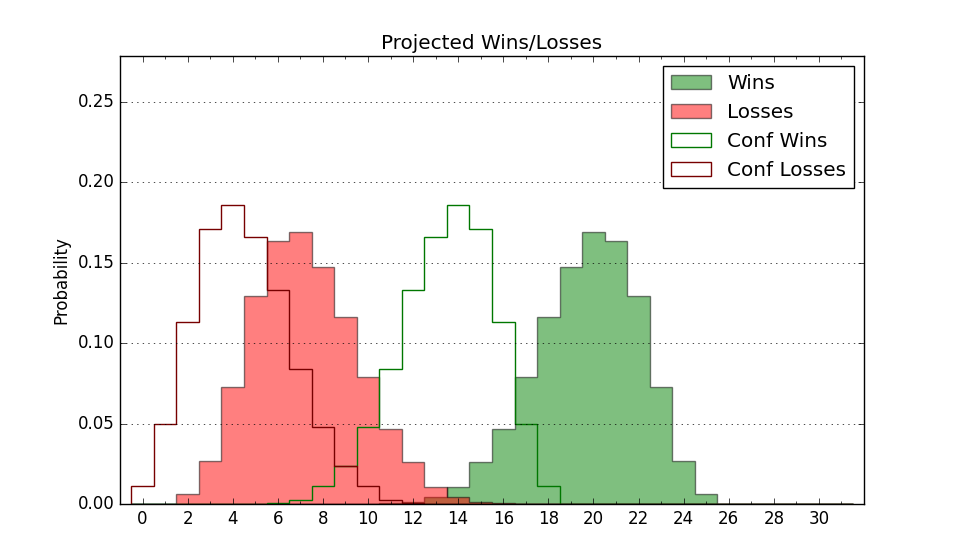 Projected Wins/Losses
Wins
Losses
Conf Wins
Conf Losses
Probability
0.25
0.20
0.15
0.10
0.05
0.00
0 2 4 6 8 10 12 14 16 18 20 22 24 26 28 30